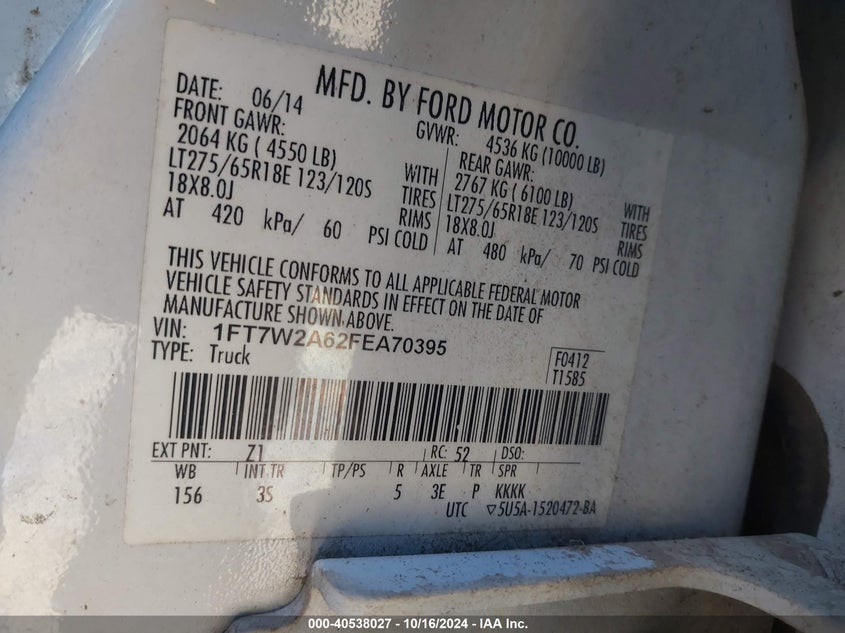 MFD. BY FORD MOTOR CO.
DATE: 06/14 GVWR: 4536 KG (10000 LB)
FRONT GAWR: REAR GAWR:
2064 KG ( 4550 LB) WITH 2767 KG ( 6100 LB) WITH
LT275/65R18E 123/120S TIRES LT275/65R18E 123/120S TIRES
18X8.0J RIMS 18X8.0J RIMS
AT 420 kPa/ 60 PSI COLD AT 480 kPa/ 70 PSI COLD
THIS VEHICLE CONFORMS TO ALL APPLICABLE FEDERAL MOTOR
VEHICLE SAFETY STANDARDS IN EFFECT ON THE DATE OF
MANUFACTURE SHOWN ABOVE.
VIN: 1FT7W2A62FEA70395
TYPE: Truck
F0412
T1585
EXT PNT: Z1 RC: 52 DSO:
WB INT TR TP/PS R AXLE TR SPR
156 3S 5 3E P KKKK
UTC ▽5U5A-1520472-BA
000-40538027 - 10/16/2024 - IAA Inc.